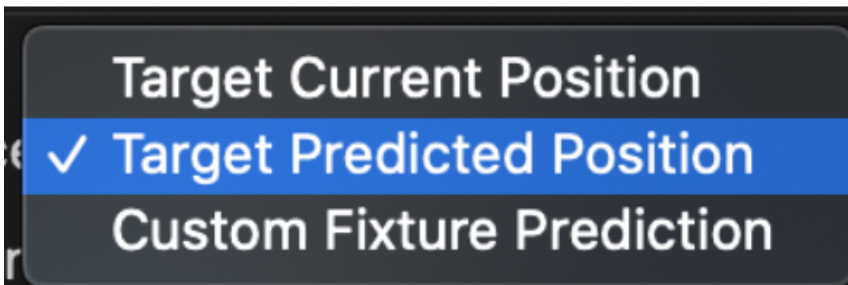 Target Current Position
✓ Target Predicted Position
Custom Fixture Prediction